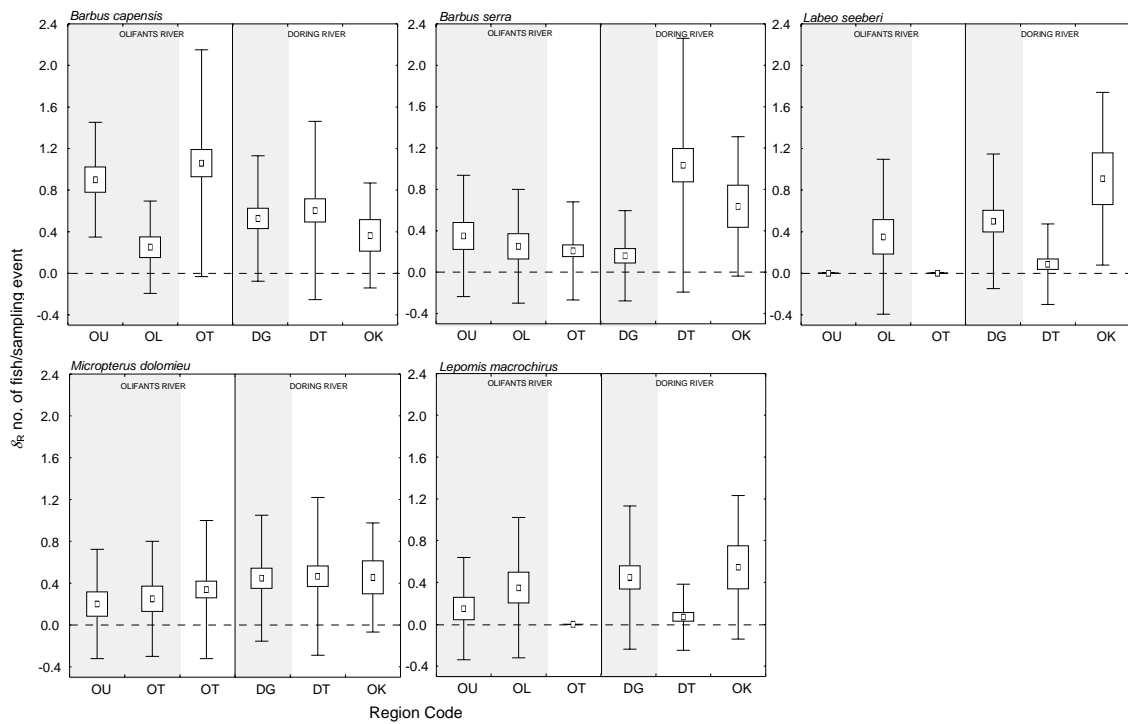 Barbus capensis
OLIFANTS RIVER DORING RIVER
2.4
2.0
1.6
1.2
0.8
0.4
0.0
-0.4
OU OL OT DG DT OK
Barbus serra
OLIFANTS RIVER DORING RIVER
2.4
2.0
1.6
1.2
0.8
0.4
0.0
-0.4
OU OL OT DG DT OK
Labeo seeberi
OLIFANTS RIVER DORING RIVER
2.4
2.0
1.6
1.2
0.8
0.4
0.0
-0.4
OU OL OT DG DT OK
Micropterus dolomieu
OLIFANTS RIVER DORING RIVER
2.4
2.0
1.6
1.2
0.8
0.4
0.0
-0.4
OU OT OT DG DT OK
Lepomis macrochirus
OLIFANTS RIVER DORING RIVER
2.4
2.0
1.6
1.2
0.8
0.4
0.0
-0.4
OU OL OT DG DT OK
no. of fish/sampling event
Region Code